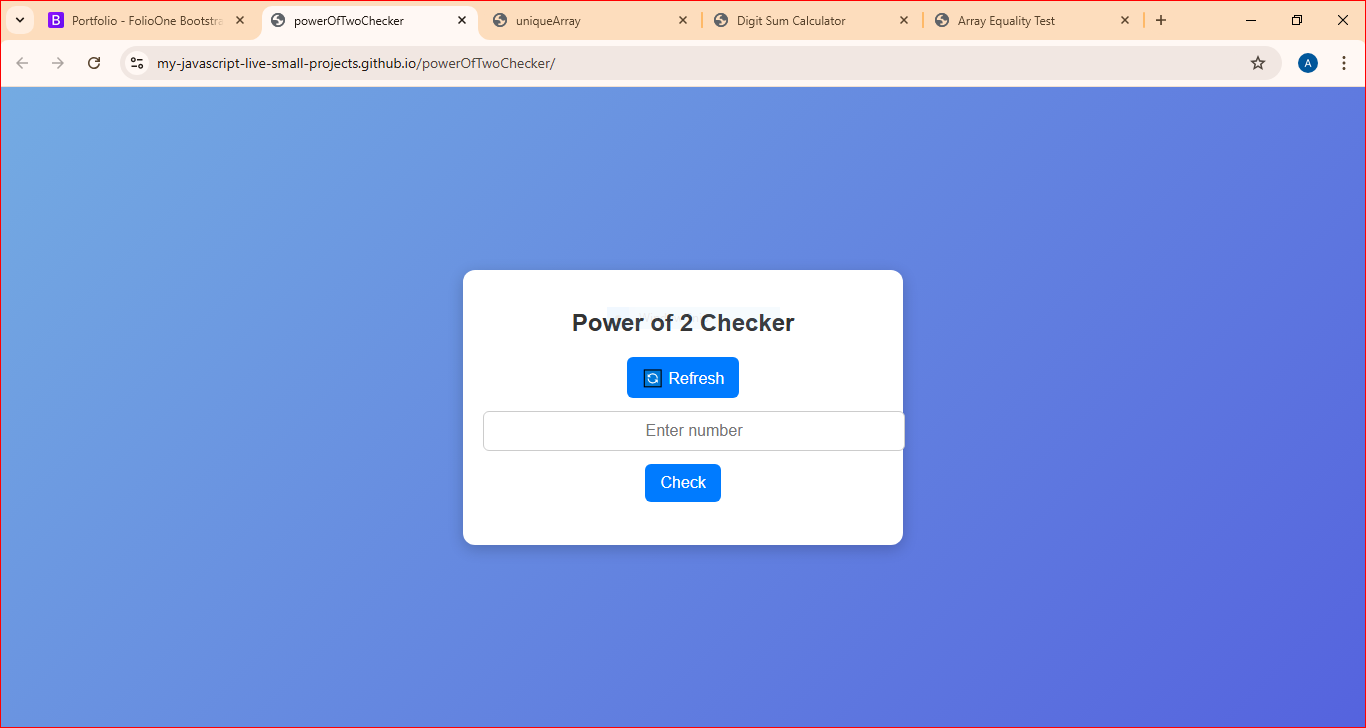 Portfolio - FolioOne Bootstra
powerOfTwoChecker
uniqueArray
Digit Sum Calculator
Array Equality Test
my-javascript-live-small-projects.github.io/powerOfTwoChecker/
A
Power of 2 Checker
Refresh
Enter number
Check